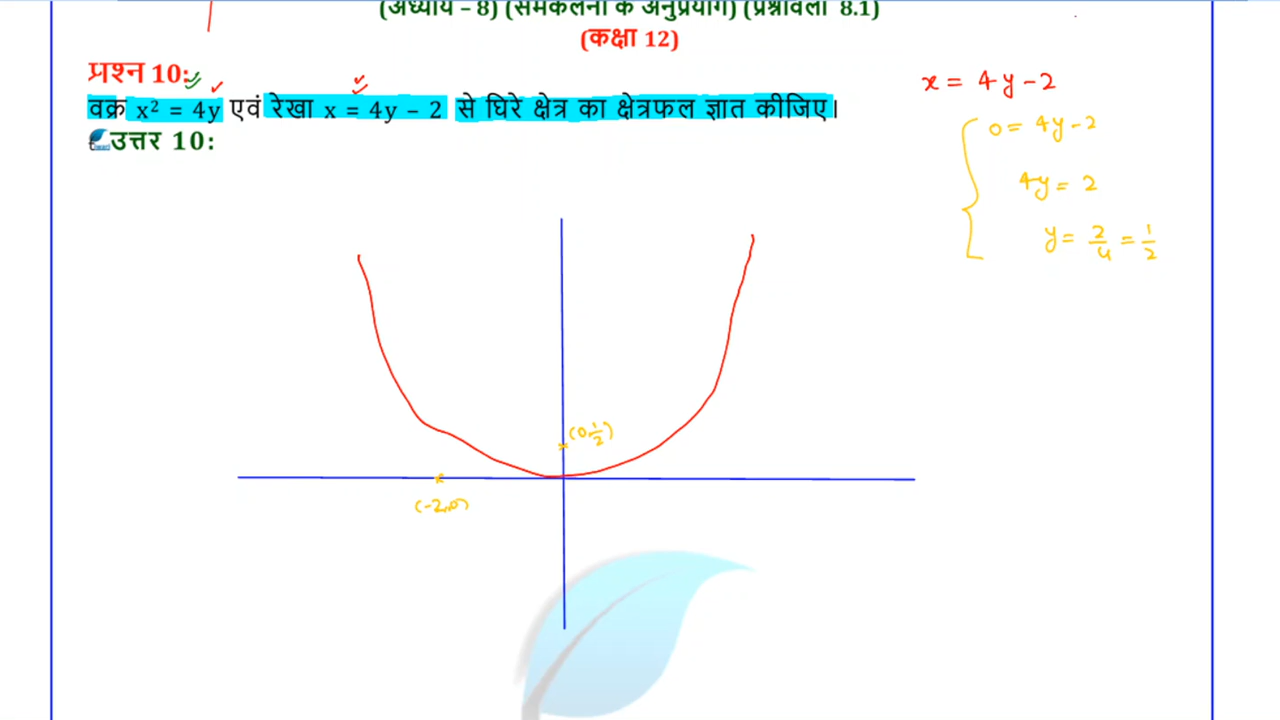 (अध्याय – 8) (समकलनों के अनुप्रयोग) (प्रश्नावली 8.1)
(कक्षा 12)
प्रश्न 10:
वक्र x² = 4y एवं रेखा x = 4y – 2 से घिरे क्षेत्र का क्षेत्रफल ज्ञात कीजिए।
उत्तर 10:
x = 4y - 2
0 = 4y - 2
4y = 2
y = 2/4 = 1/2
(0, 1/2)
(-2, 0)